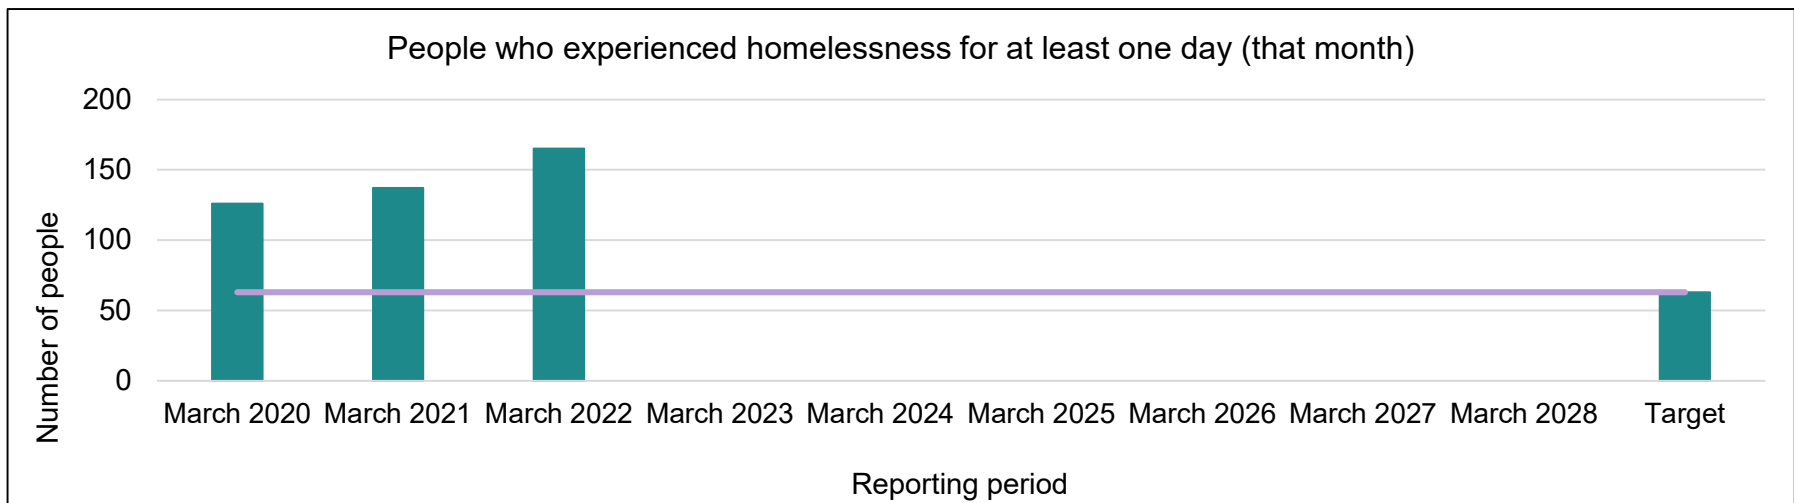 People who experienced homelessness for at least one day (that month)
200
150
100
50
0
Number of people
March 2020 March 2021 March 2022 March 2023 March 2024 March 2025 March 2026 March 2027 March 2028 Target
Reporting period